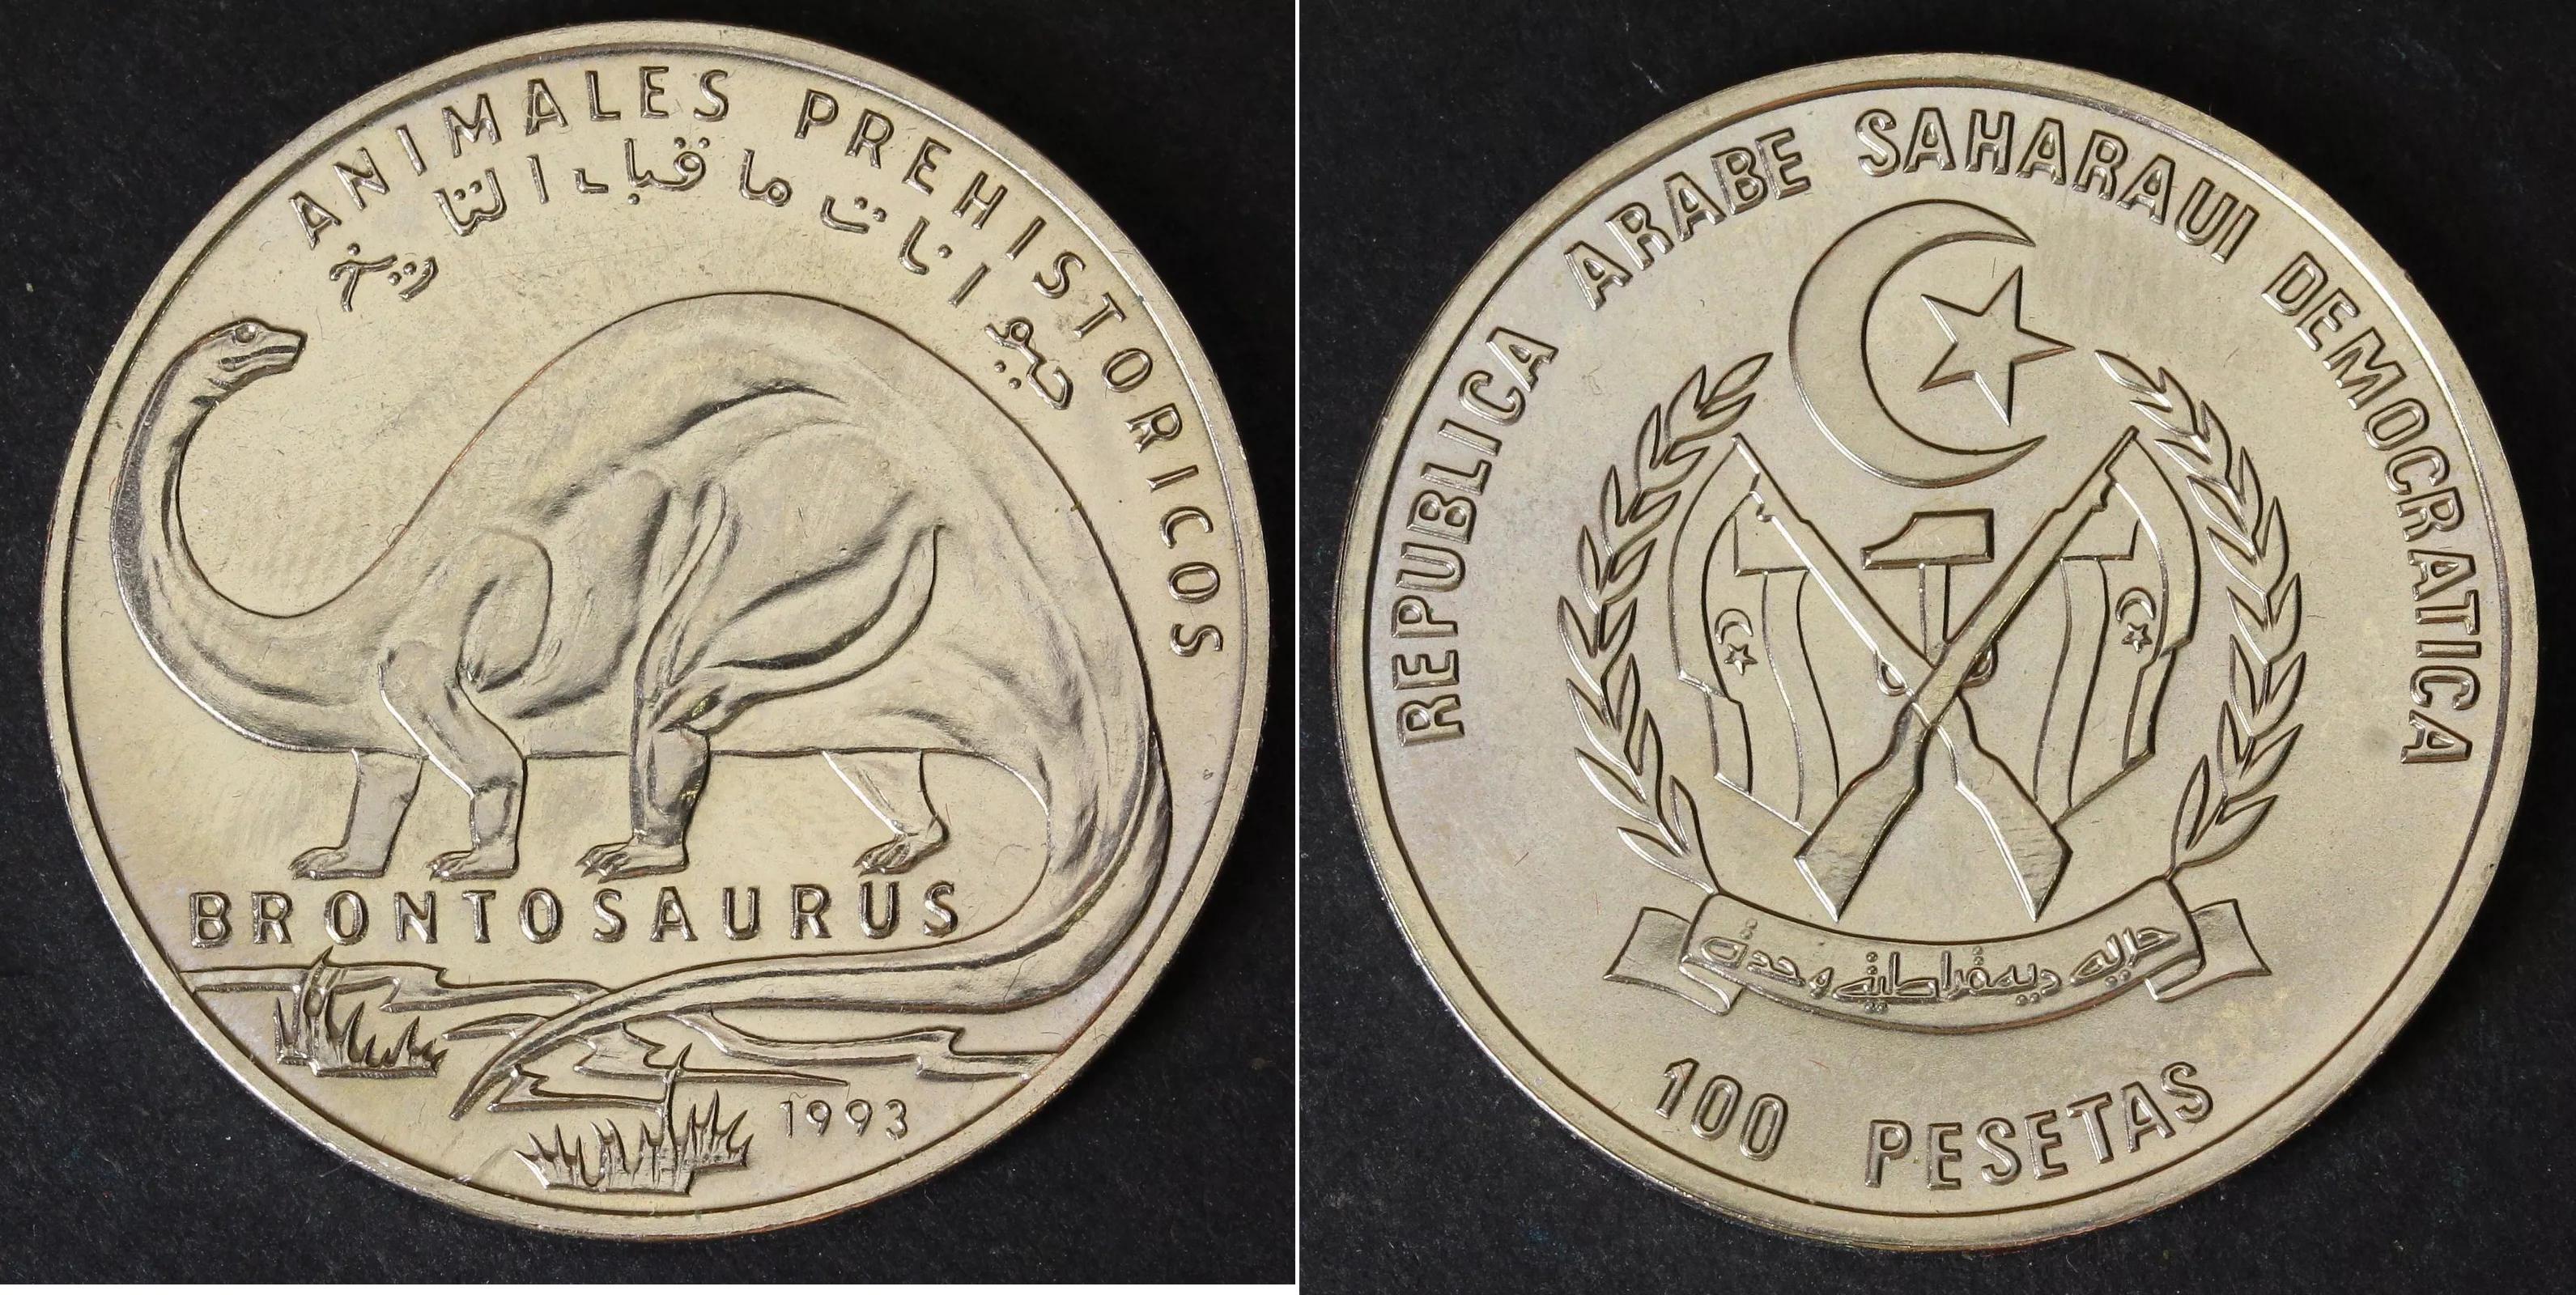 ANIMALES PREHISTORICOS
حيوانات ما قبل التاريخ
BRONTOSAURUS
1993
REPUBLICA ARABE SAHARAUI DEMOCRATICA
حرية ديمقراطية وحدة
100 PESETAS